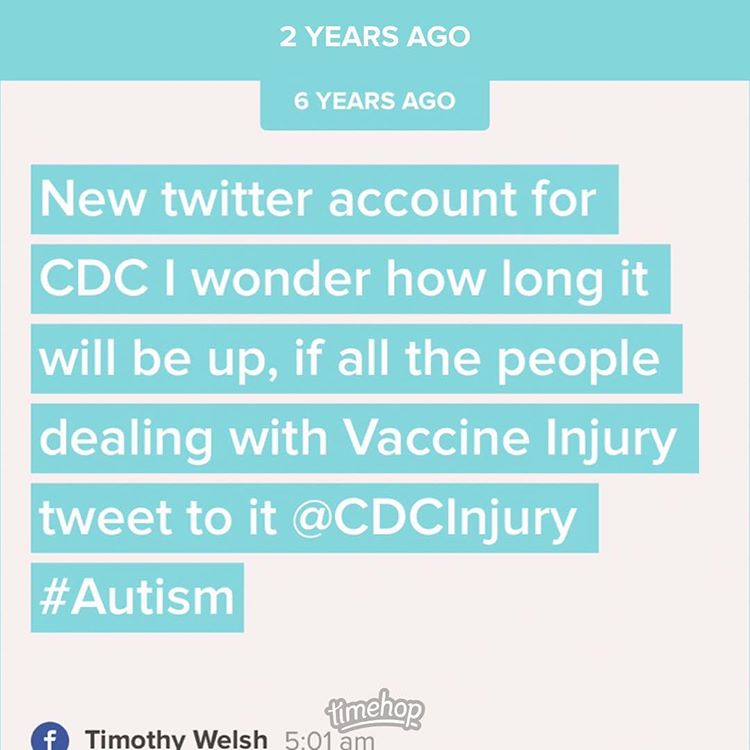 2 YEARS AGO
6 YEARS AGO
New twitter account for
CDC I wonder how long it
will be up, if all the people
dealing with Vaccine Injury
tweet to it @CDCInjury
#Autism
timehop
f Timothy Welsh 5:01 am